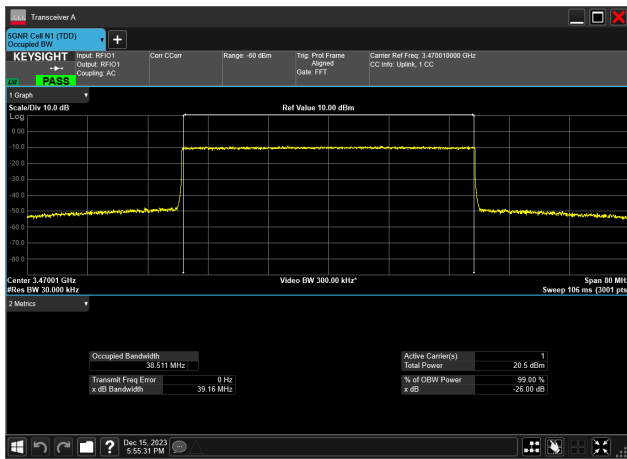 Transceiver A
5GNR Cell N1 (TDD)
Occupied BW
KEYSIGHT
Input: RFIO1
Output: RFIO1
Coupling: AC
Corr CCorr
Range: -60 dBm
Trig: Prot Frame
Aligned
Gate: FFT
Carrier Ref Freq: 3.470010000 GHz
CC Info: Uplink, 1 CC
PASS
1 Graph
Scale/Div 10.0 dB
Ref Value 10.00 dBm
Log
0.00
-10.0
-20.0
-30.0
-40.0
-50.0
-60.0
-70.0
-80.0
Center 3.47001 GHz
Video BW 300.00 kHz*
Span 80 MHz
#Res BW 30.000 kHz
Sweep 106 ms (3001 pts
2 Metrics
Occupied Bandwidth
38.511 MHz
Active Carrier(s) 1
Total Power 20.5 dBm
Transmit Freq Error 0 Hz
x dB Bandwidth 39.16 MHz
% of OBW Power 99.00 %
x dB -26.00 dB
?
Dec 15, 2023
5:55:31 PM